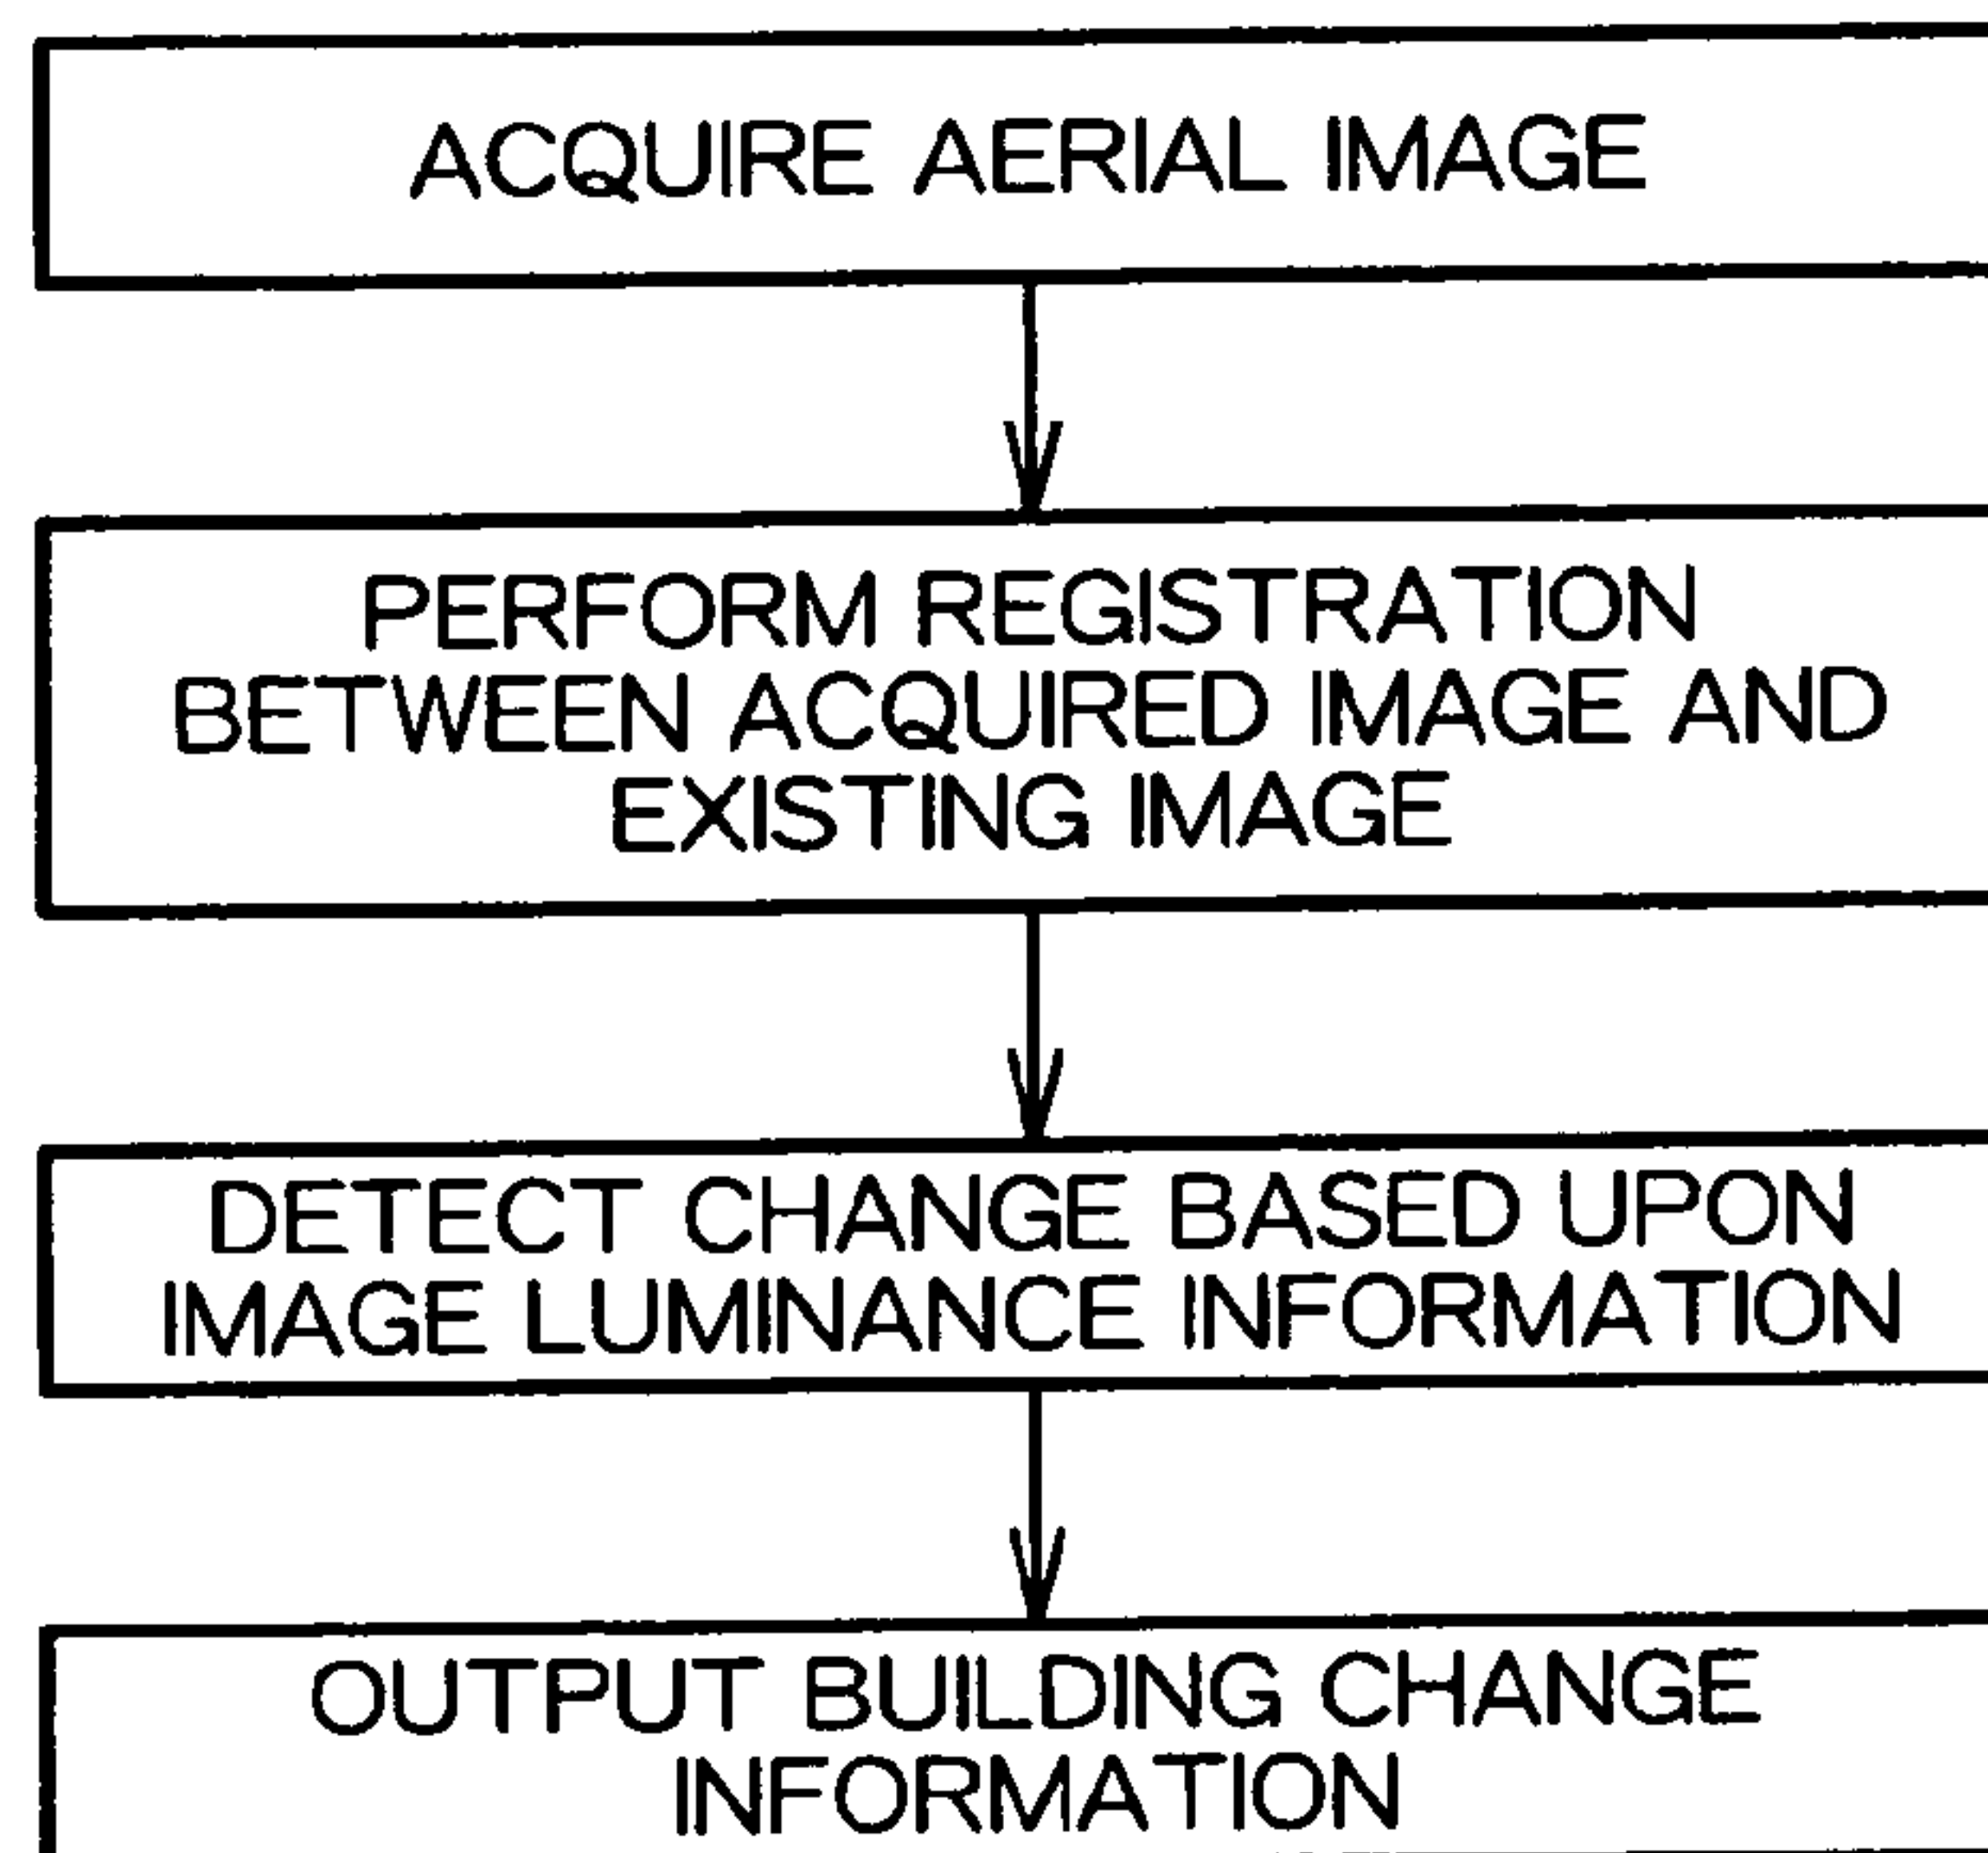 ACQUIRE AERIAL IMAGE
PERFORM REGISTRATION
BETWEEN ACQUIRED IMAGE AND
EXISTING IMAGE
DETECT CHANGE BASED UPON
IMAGE LUMINANCE INFORMATION
OUTPUT BUILDING CHANGE
INFORMATION